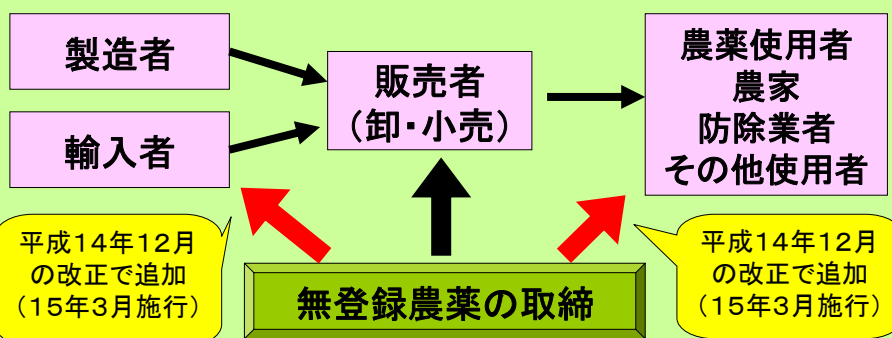 製造者
輸入者
販売者
(卸・小売)
農薬使用者
農家
防除業者
その他使用者
平成14年12月
の改正で追加
(15年3月施行)
無登録農薬の取締
平成14年12月
の改正で追加
(15年3月施行)